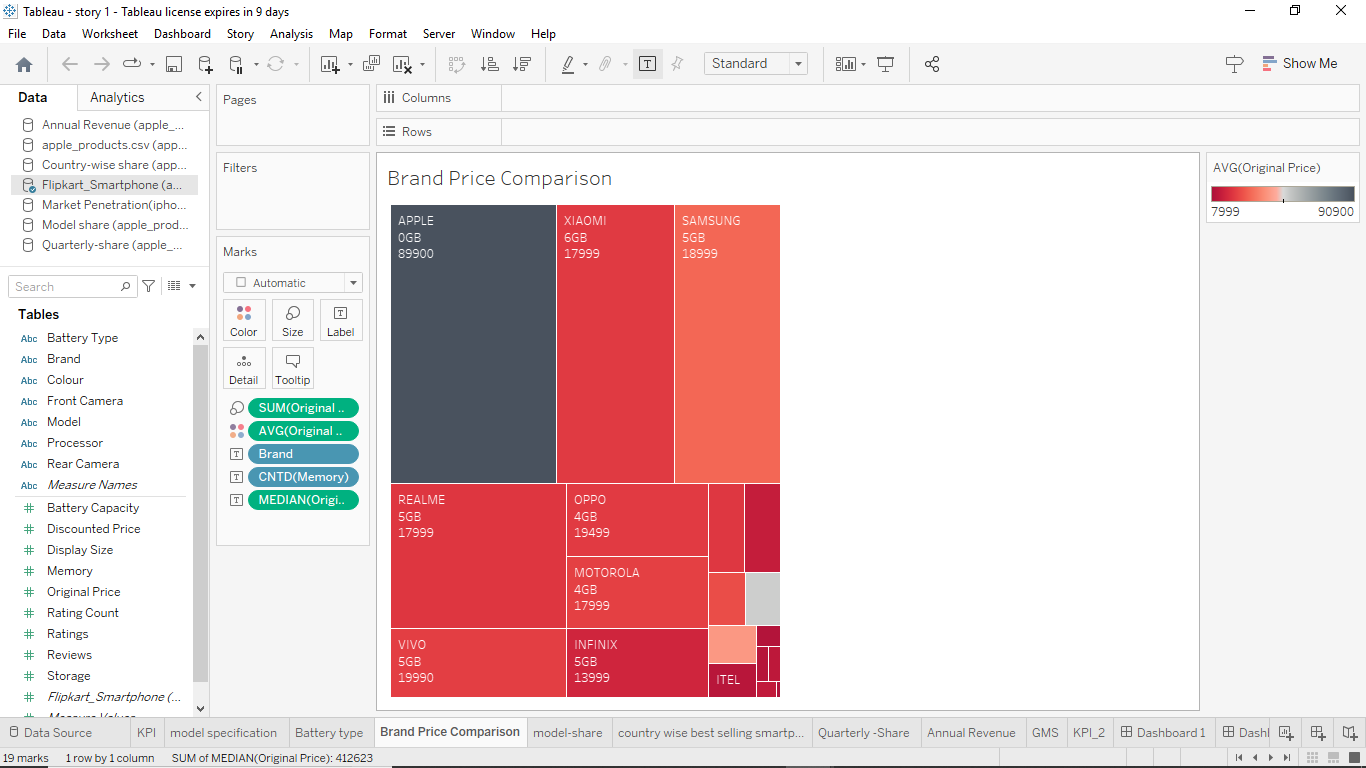 Tableau - story 1 - Tableau license expires in 9 days
File Data Worksheet Dashboard Story Analysis Map Format Server Window Help
Standard
Show Me
Data Analytics
Annual Revenue (apple_...
apple_products.csv (app...
Country-wise share (app...
Flipkart_Smartphone (a...
Market Penetration(ipho...
Model share (apple_prod...
Quarterly-share (apple_...
Search
Tables
Abc Battery Type
Abc Brand
Abc Colour
Abc Front Camera
Abc Model
Abc Processor
Abc Rear Camera
Abc Measure Names
# Battery Capacity
# Discounted Price
# Display Size
# Memory
# Original Price
# Rating Count
# Ratings
# Reviews
# Storage
# Flipkart_Smartphone (...
Measure Values
Pages
Filters
Marks
Automatic
Color Size Label
Detail Tooltip
SUM(Original ..
AVG(Original ..
Brand
CNTD(Memory)
MEDIAN(Origi..
Columns
Rows
Brand Price Comparison
APPLE
0GB
89900
XIAOMI
6GB
17999
SAMSUNG
5GB
18999
REALME
5GB
17999
OPPO
4GB
19499
MOTOROLA
4GB
17999
VIVO
5GB
19990
INFINIX
5GB
13999
ITEL
AVG(Original Price)
7999 90900
Data Source KPI model specification Battery type Brand Price Comparison model-share country wise best selling smartp... Quarterly -Share Annual Revenue GMS KPI_2 Dashboard 1 Dashl
19 marks 1 row by 1 column SUM of MEDIAN(Original Price): 412623